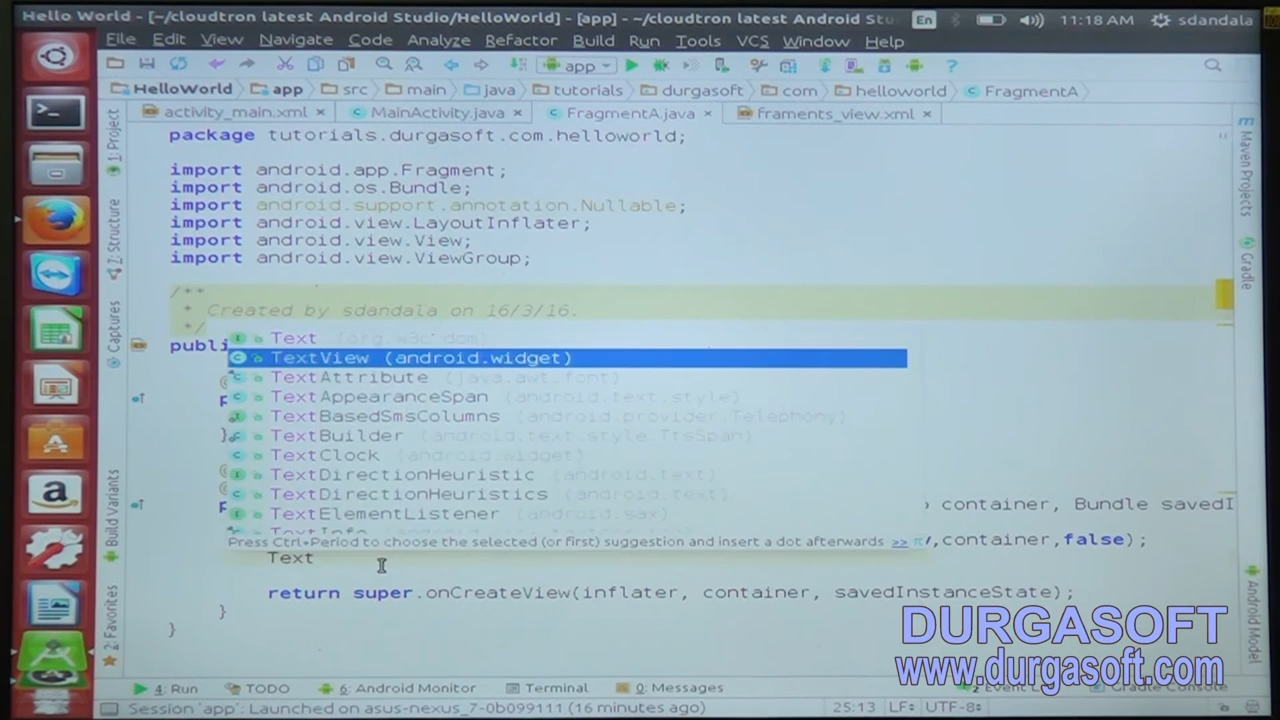 Hello World - [~/cloudtron latest Android Studio/HelloWorld] - [app] - ~/cloudtron latest Android Stu
En
11:18 AM
sdandala
File Edit View Navigate Code Analyze Refactor Build Run Tools VCS Window Help
app
HelloWorld app src main java tutorials durgasoft com helloworld FragmentA
activity_main.xml × MainActivity.java × FragmentA.java × framents_view.xml ×
1: Project
Z: Structure
Captures
Build Variants
2: Favorites
package tutorials.durgasoft.com.helloworld;
import android.app.Fragment;
import android.os.Bundle;
import android.support.annotation.Nullable;
import android.view.LayoutInflater;
import android.view.View;
import android.view.ViewGroup;
/**
* Created by sdandala on 16/3/16.
*/
publi
Text (org.w3c.dom)
TextView (android.widget)
TextAttribute (java.awt.font)
TextAppearanceSpan (android.text.style)
TextBasedSmsColumns (android.provider.Telephony)
TextBuilder (android.text.style.TtsSpan)
TextClock (android.widget)
TextDirectionHeuristic (android.text)
TextDirectionHeuristics (android.text)
TextElementListener (android.sax)
TextInfo
Press Ctrl+Period to choose the selected (or first) suggestion and insert a dot afterwards >> π
container, Bundle savedI
,container,false);
Text
return super.onCreateView(inflater, container, savedInstanceState);
}
}
Maven Projects
Gradle
Android Model
DURGASOFT
www.durgasoft.com
4: Run TODO 6: Android Monitor Terminal 0: Messages Event L Gradle Console
Session 'app': Launched on asus-nexus_7-0b099111 (16 minutes ago) 25:13 LF÷ UTF-8÷